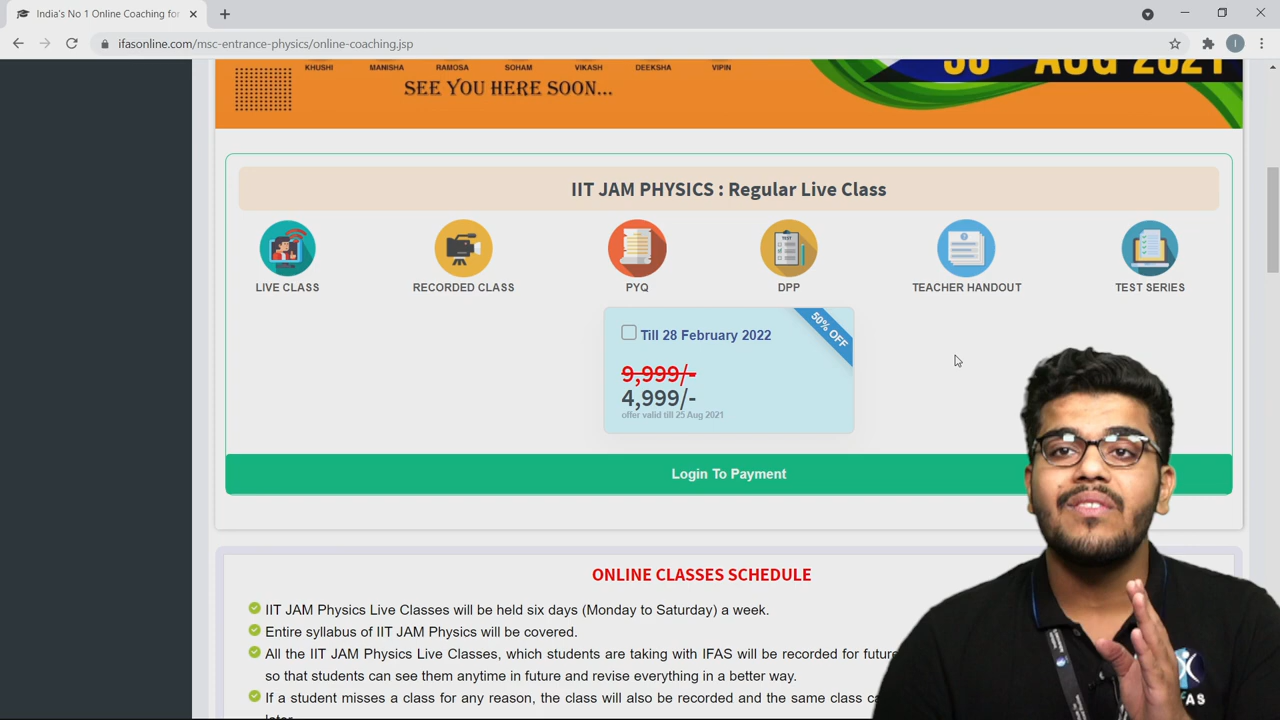 India's No 1 Online Coaching for
ifasonline.com/msc-entrance-physics/online-coaching.jsp
I
KHUSHI MANISHA RAMOSA SOHAM VIKASH DEEKSHA VIPIN
30 AUG 2021
SEE YOU HERE SOON...
IIT JAM PHYSICS : Regular Live Class
LIVE CLASS RECORDED CLASS PYQ DPP TEACHER HANDOUT TEST SERIES
TEST
Till 28 February 2022
50% OFF
9,999/-
4,999/-
offer valid till 25 Aug 2021
Login To Payment
ONLINE CLASSES SCHEDULE
IIT JAM Physics Live Classes will be held six days (Monday to Saturday) a week.
Entire syllabus of IIT JAM Physics will be covered.
All the IIT JAM Physics Live Classes, which students are taking with IFAS will be recorded for future
so that students can see them anytime in future and revise everything in a better way.
If a student misses a class for any reason, the class will also be recorded and the same class
later